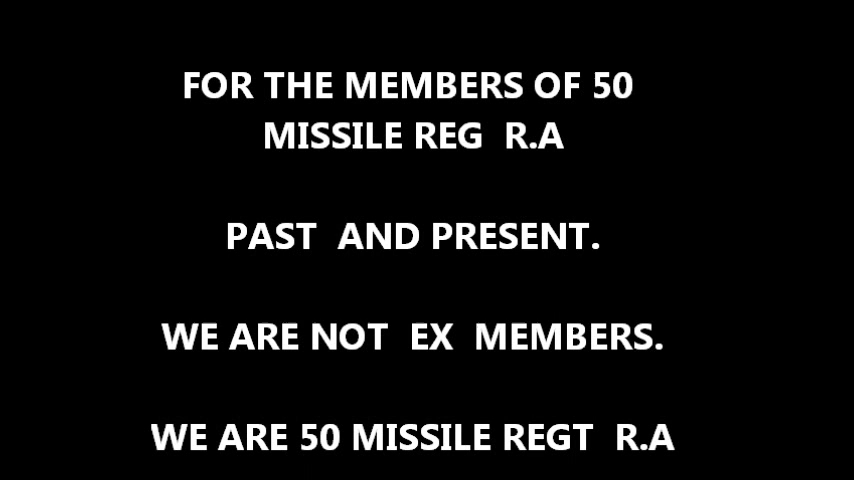 FOR THE MEMBERS OF 50
MISSILE REG  R.A
PAST  AND PRESENT.
WE ARE NOT  EX  MEMBERS.
WE ARE 50 MISSILE REGT  R.A